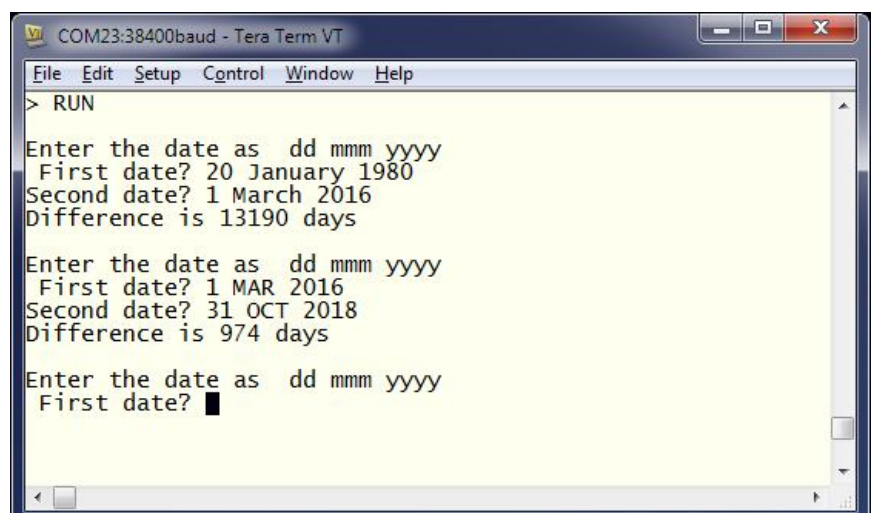 COM23:38400baud - Tera Term VT
File Edit Setup Control Window Help
> RUN
Enter the date as  dd mmm yyyy
 First date? 20 January 1980
Second date? 1 March 2016
Difference is 13190 days
Enter the date as  dd mmm yyyy
 First date? 1 MAR 2016
Second date? 31 OCT 2018
Difference is 974 days
Enter the date as  dd mmm yyyy
 First date?